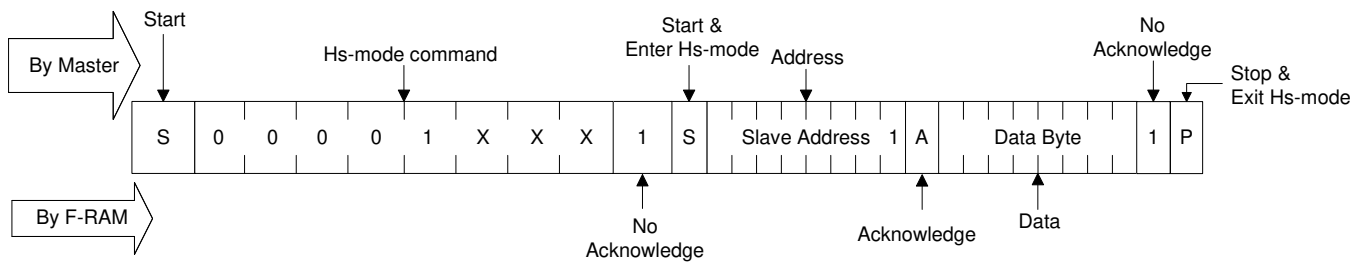 Start
By Master
Hs-mode command
Start &
Enter Hs-mode
Address
No
Acknowledge
Stop &
Exit Hs-mode
S 0 0 0 0 1 X X X 1 S Slave Address 1 A Data Byte 1 P
By F-RAM
No
Acknowledge
Acknowledge
Data